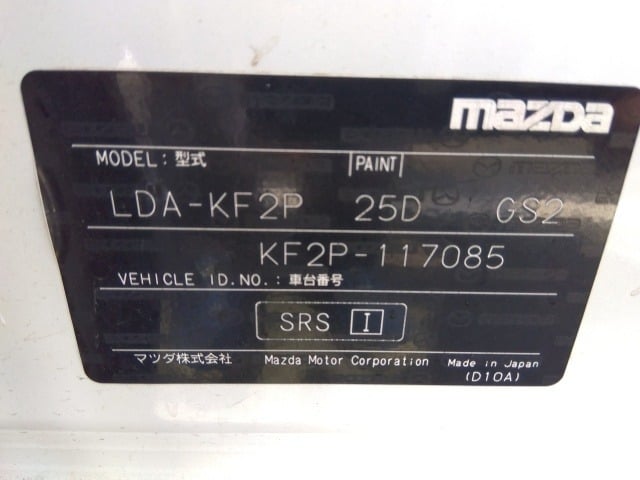 mazda
MODEL: 型式 PAINT
LDA-KF2P 25D GS2
KF2P-117085
VEHICLE ID.NO.: 車台番号
SRS I
マツダ株式会社 Mazda Motor Corporation Made in Japan
(D10A)